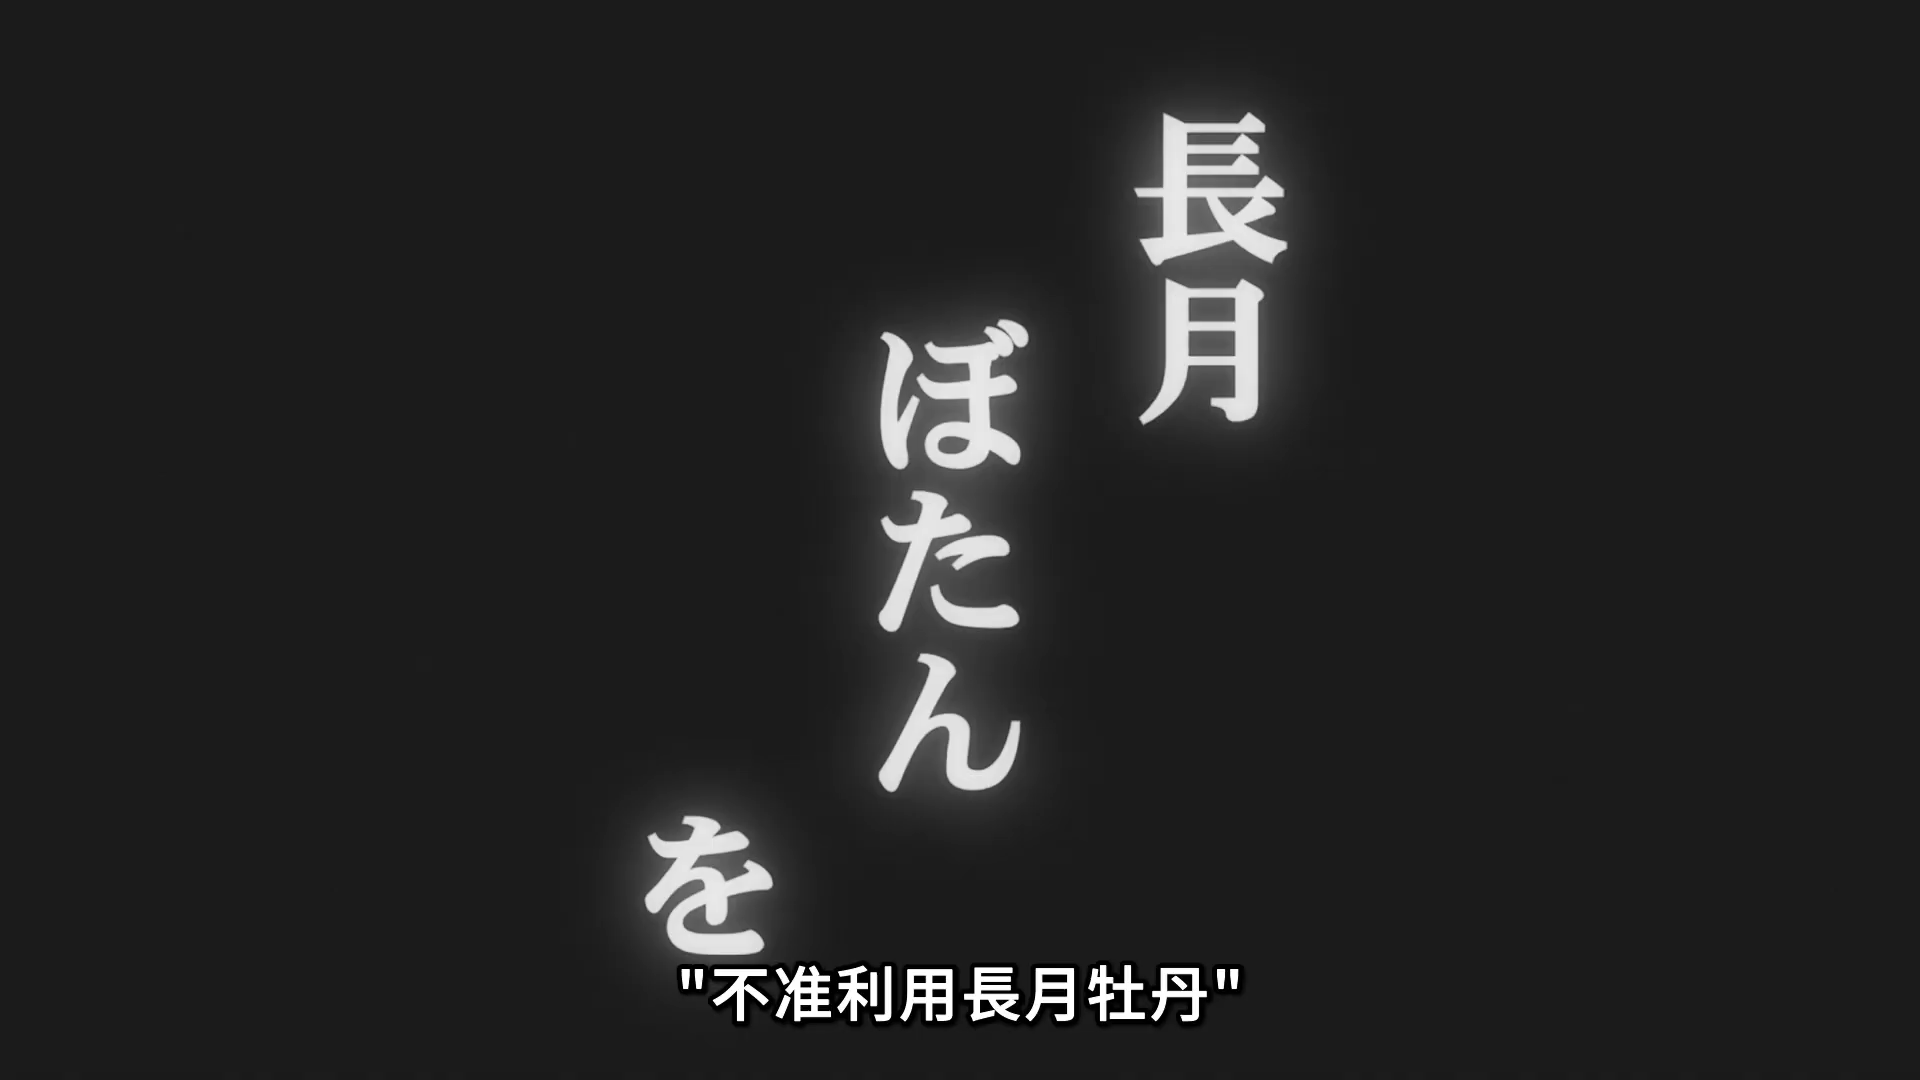 長月
ぼたん
を
"不准利用長月牡丹"